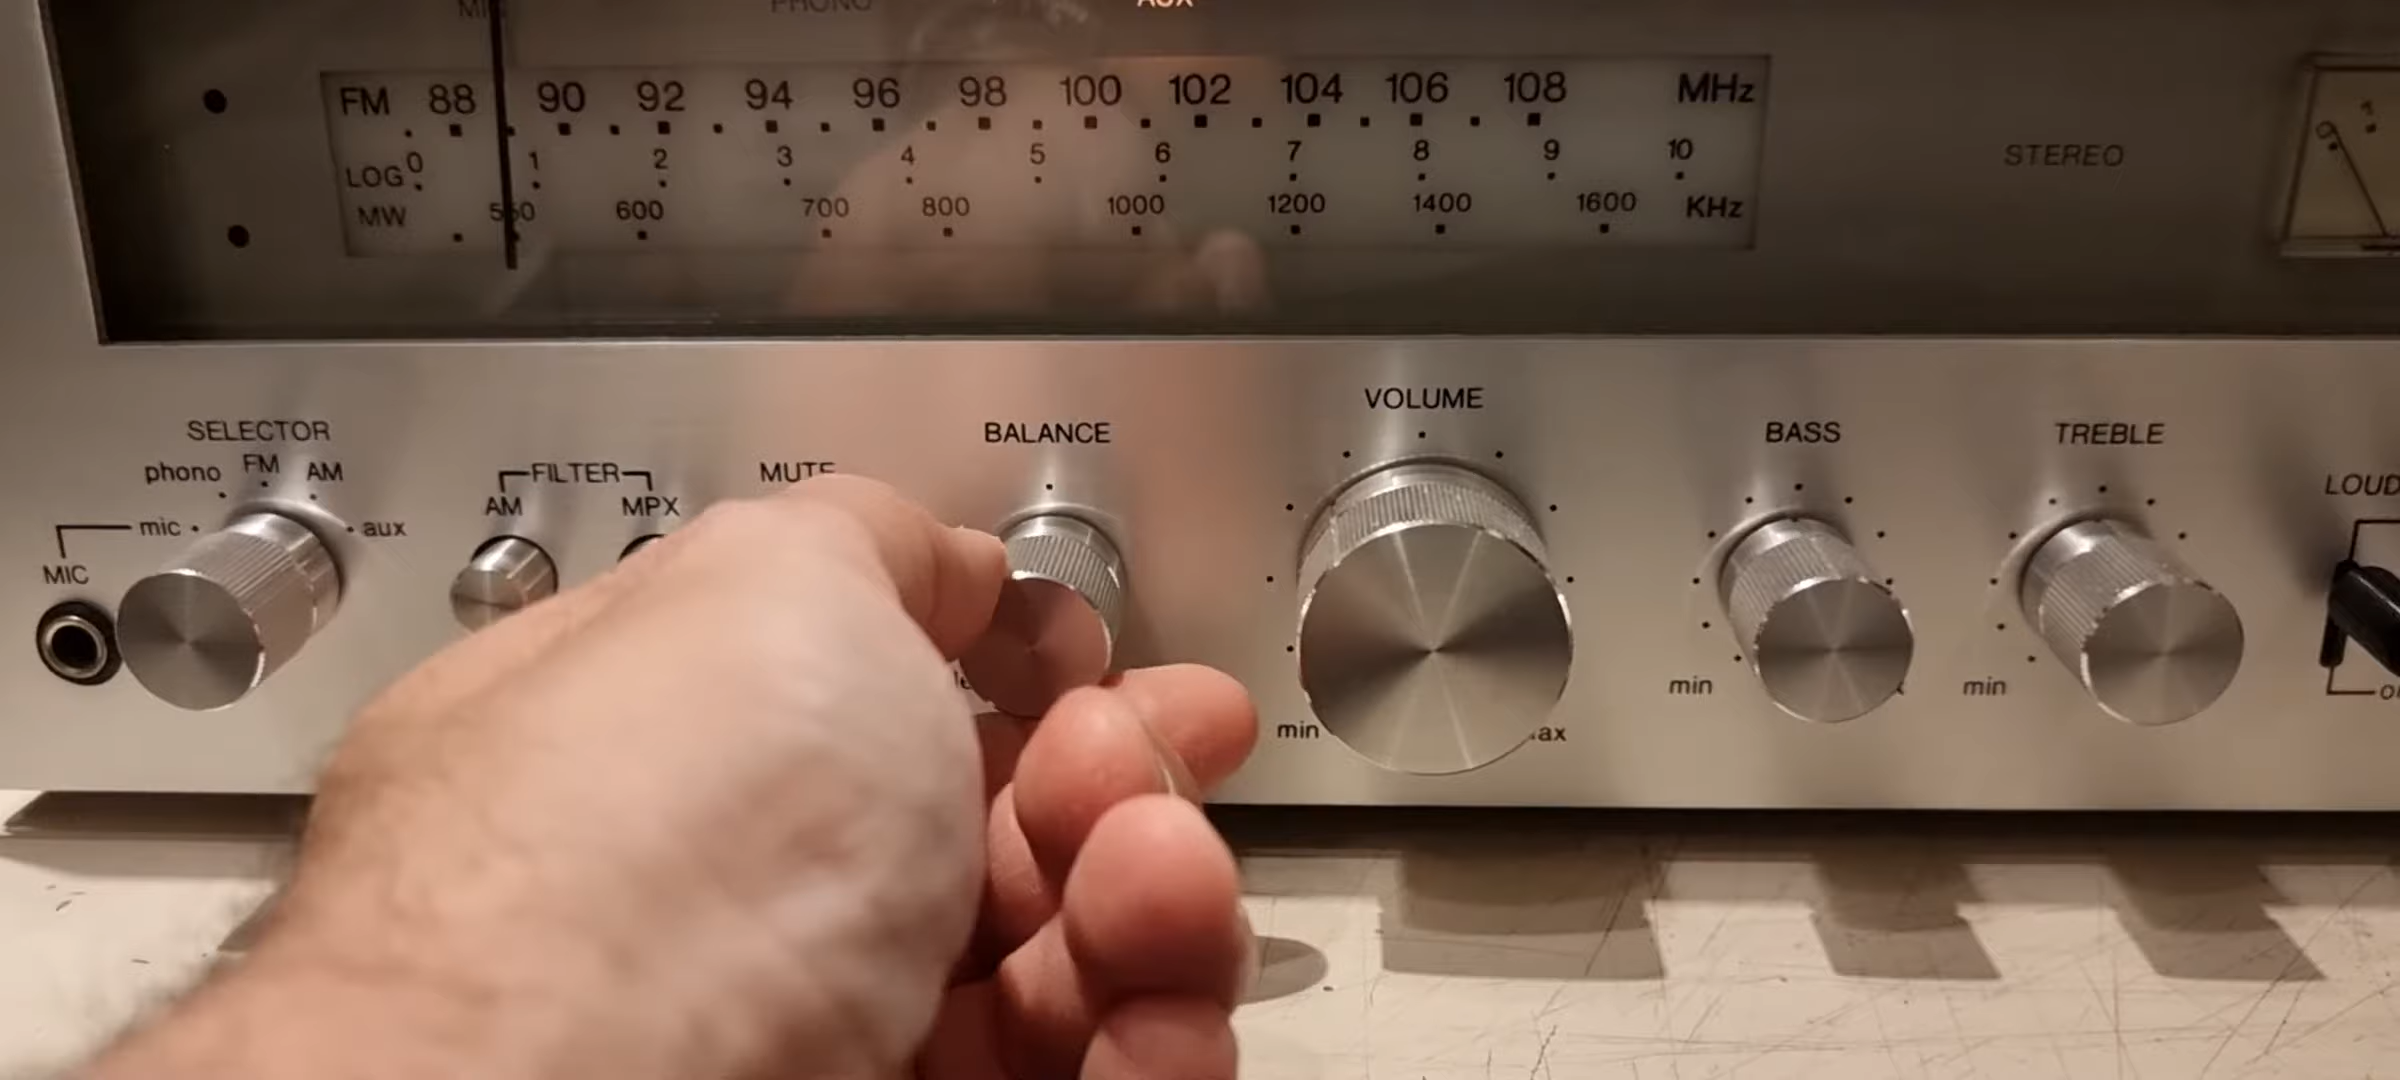 PHONO AUX
FM 88 90 92 94 96 98 100 102 104 106 108 MHz
LOG 0 1 2 3 4 5 6 7 8 9 10
MW 600 700 800 1000 1200 1400 1600 KHz
STEREO
SELECTOR
phono FM AM
mic aux
MIC
FILTER
AM MPX
MUTE
BALANCE
VOLUME
min
BASS
min
TREBLE
min